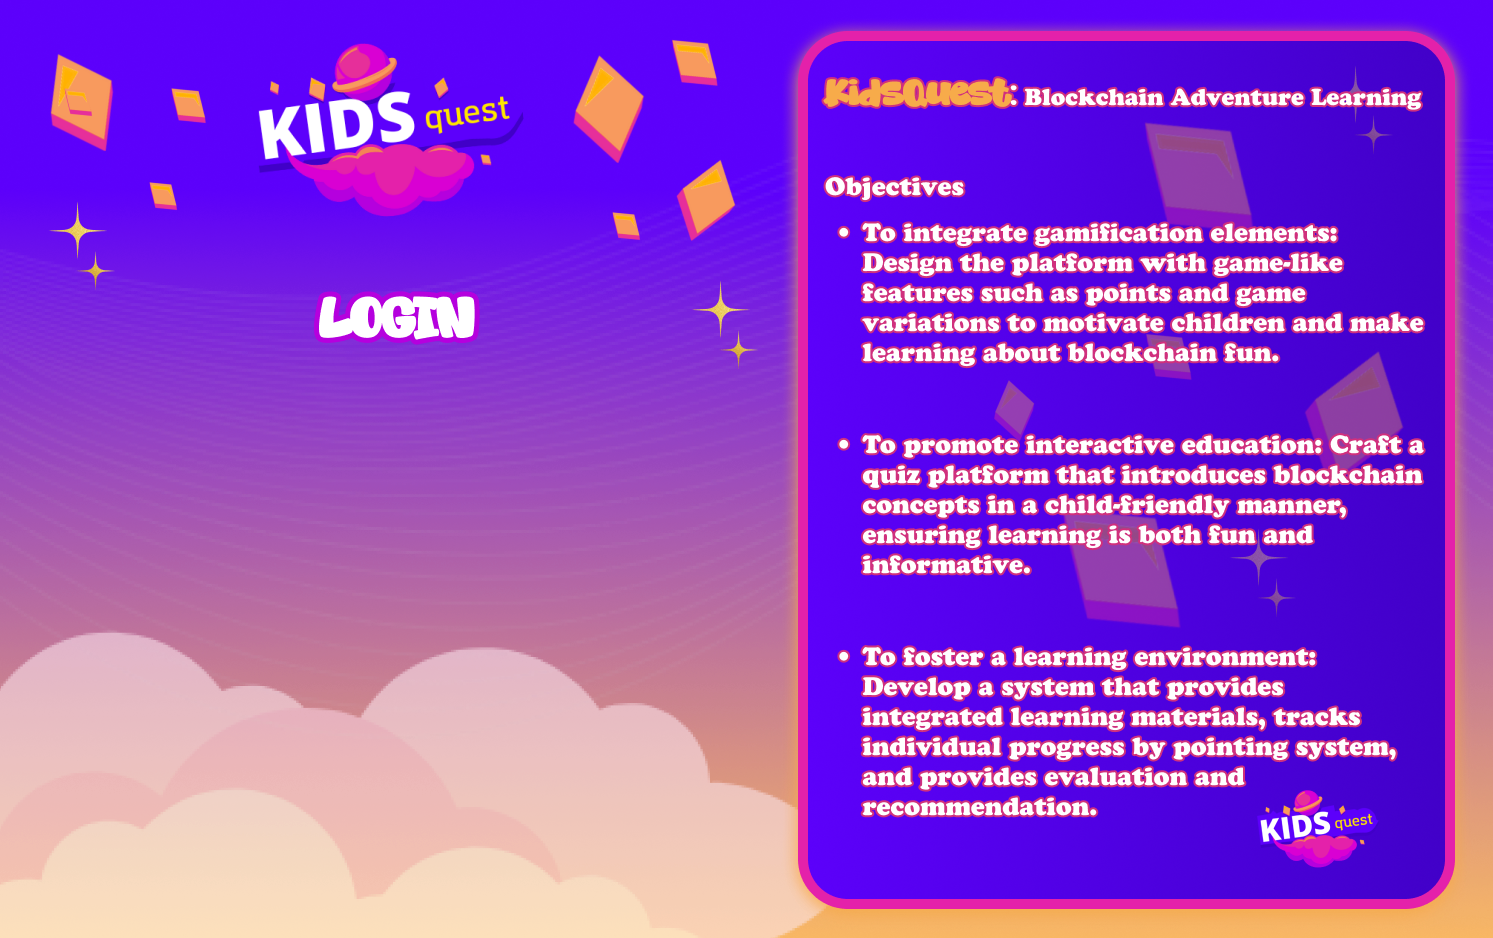 KIDS quest
LOGIN
KidsQuest: Blockchain Adventure Learning
Objectives
• To integrate gamification elements:
Design the platform with game-like
features such as points and game
variations to motivate children and make
learning about blockchain fun.
• To promote interactive education: Craft a
quiz platform that introduces blockchain
concepts in a child-friendly manner,
ensuring learning is both fun and
informative.
• To foster a learning environment:
Develop a system that provides
integrated learning materials, tracks
individual progress by pointing system,
and provides evaluation and
recommendation.
KIDS quest